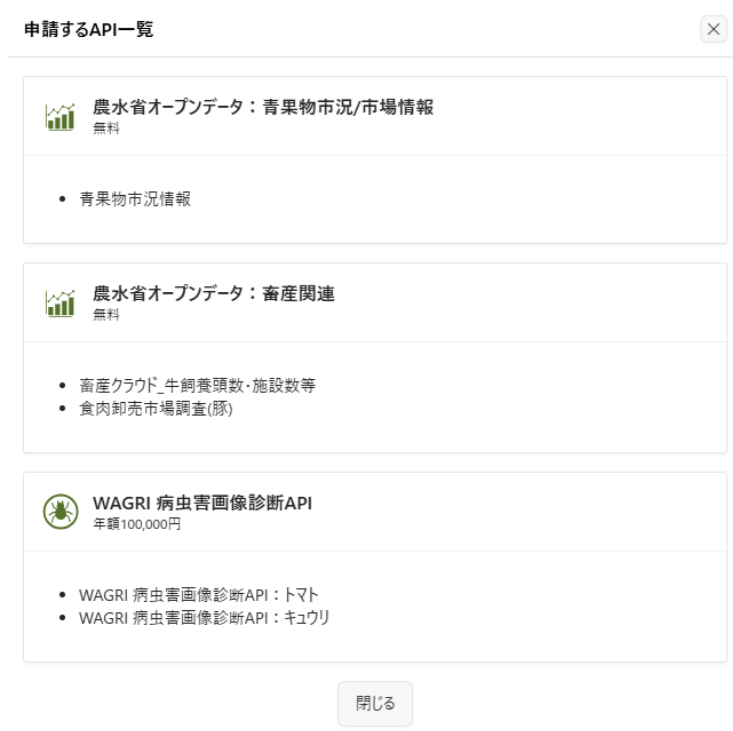 申請するAPI一覧
農水省オープンデータ：青果物市況/市場情報
無料
• 青果物市況情報
農水省オープンデータ：畜産関連
無料
• 畜産クラウド_牛飼養頭数・施設数等
• 食肉卸売市場調査(豚)
WAGRI 病虫害画像診断API
年額100,000円
• WAGRI 病虫害画像診断API：トマト
• WAGRI 病虫害画像診断API：キュウリ
閉じる